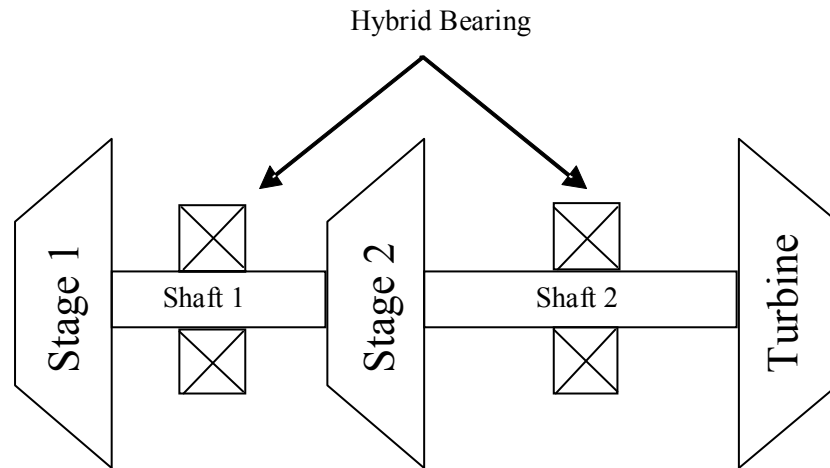 Hybrid Bearing
Stage 1
Shaft 1
Stage 2
Shaft 2
Turbine